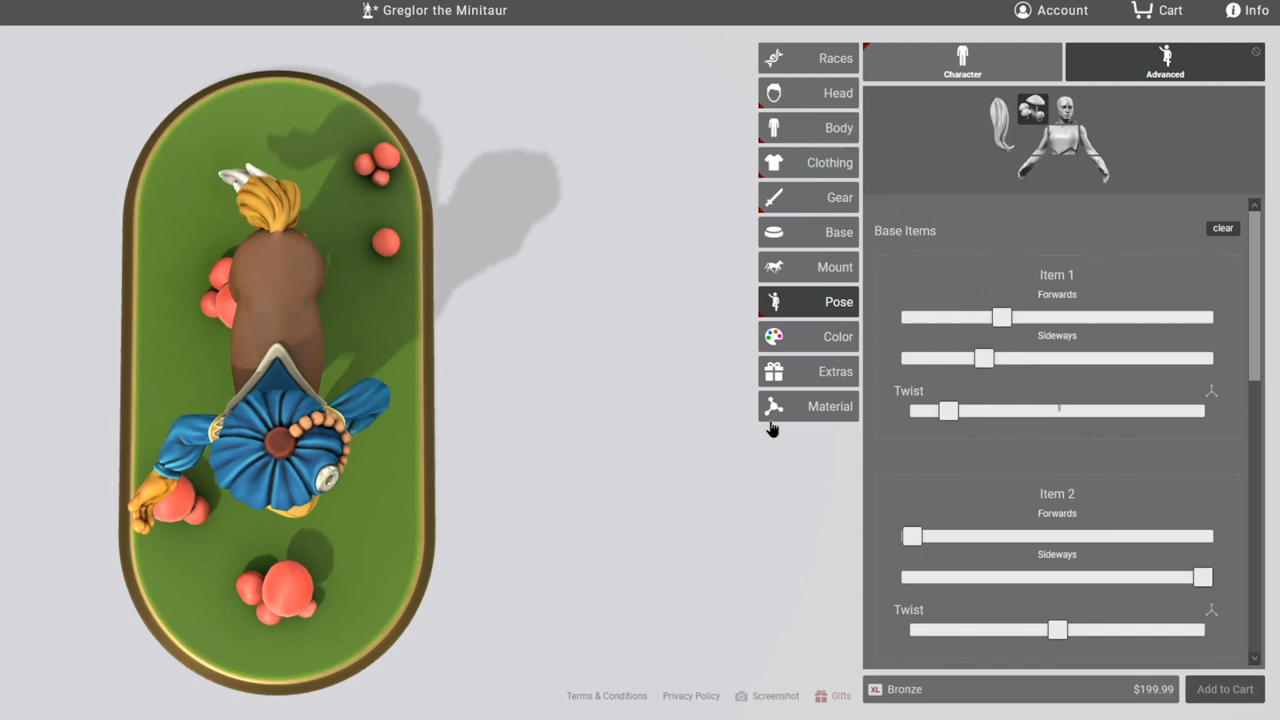 * Greglor the Minitaur
Account
Cart
Info
Races
Head
Body
Clothing
Gear
Base
Mount
Pose
Color
Extras
Material
Character
Advanced
Base Items
clear
Item 1
Forwards
Sideways
Twist
Item 2
Forwards
Sideways
Twist
Terms & Conditions
Privacy Policy
Screenshot
Gifts
XL Bronze
$199.99
Add to Cart